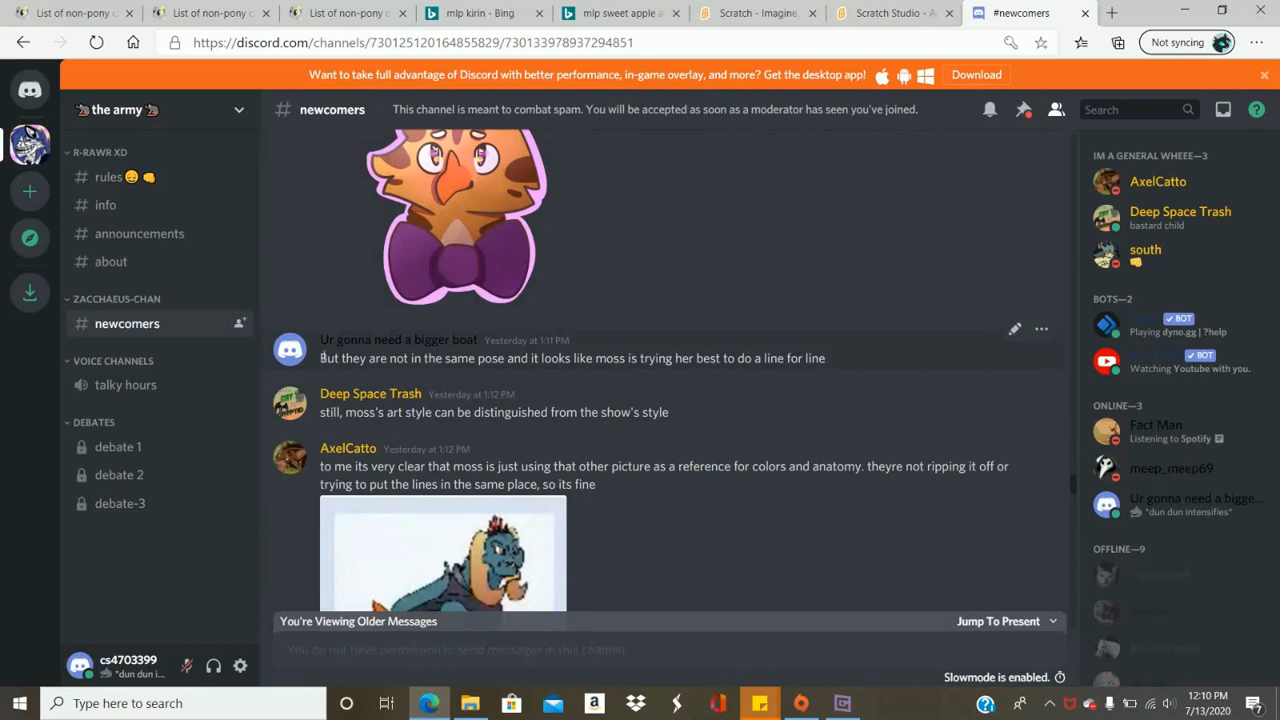 List of non-pony c
List of non-pony c
List of non-pony c
mlp kirin - Bing
mlp sweet apple a
Scratch - Imagine,
Scratch Studio - A
#newcomers
https://discord.com/channels/730125120164855829/730133978937294851
Not syncing
Want to take full advantage of Discord with better performance, in-game overlay, and more? Get the desktop app!
Download
the army
newcomers
This channel is meant to combat spam. You will be accepted as soon as a moderator has seen you've joined.
Search
R-RAWR XD
rules
info
announcements
about
ZACCHAEUS-CHAN
newcomers
VOICE CHANNELS
talky hours
DEBATES
debate 1
debate 2
debate-3
cs4703399
*dun dun i...
Ur gonna need a bigger boat Yesterday at 1:11 PM
But they are not in the same pose and it looks like moss is trying her best to do a line for line
Deep Space Trash Yesterday at 1:12 PM
still, moss's art style can be distinguished from the show's style
AxelCatto Yesterday at 1:12 PM
to me its very clear that moss is just using that other picture as a reference for colors and anatomy. theyre not ripping it off or
trying to put the lines in the same place, so its fine
You're Viewing Older Messages
Jump To Present
You do not have permission to send messages in this channel.
Slowmode is enabled.
IM A GENERAL WHEEE—3
AxelCatto
Deep Space Trash
bastard child
south
BOTS—2
BOT
Playing dyno.gg | ?help
BOT
Watching Youtube with you.
ONLINE—3
Fact Man
Listening to Spotify
meep_meep69
Ur gonna need a bigge...
*dun dun intensifies*
OFFLINE—9
Type here to search
12:10 PM
7/13/2020